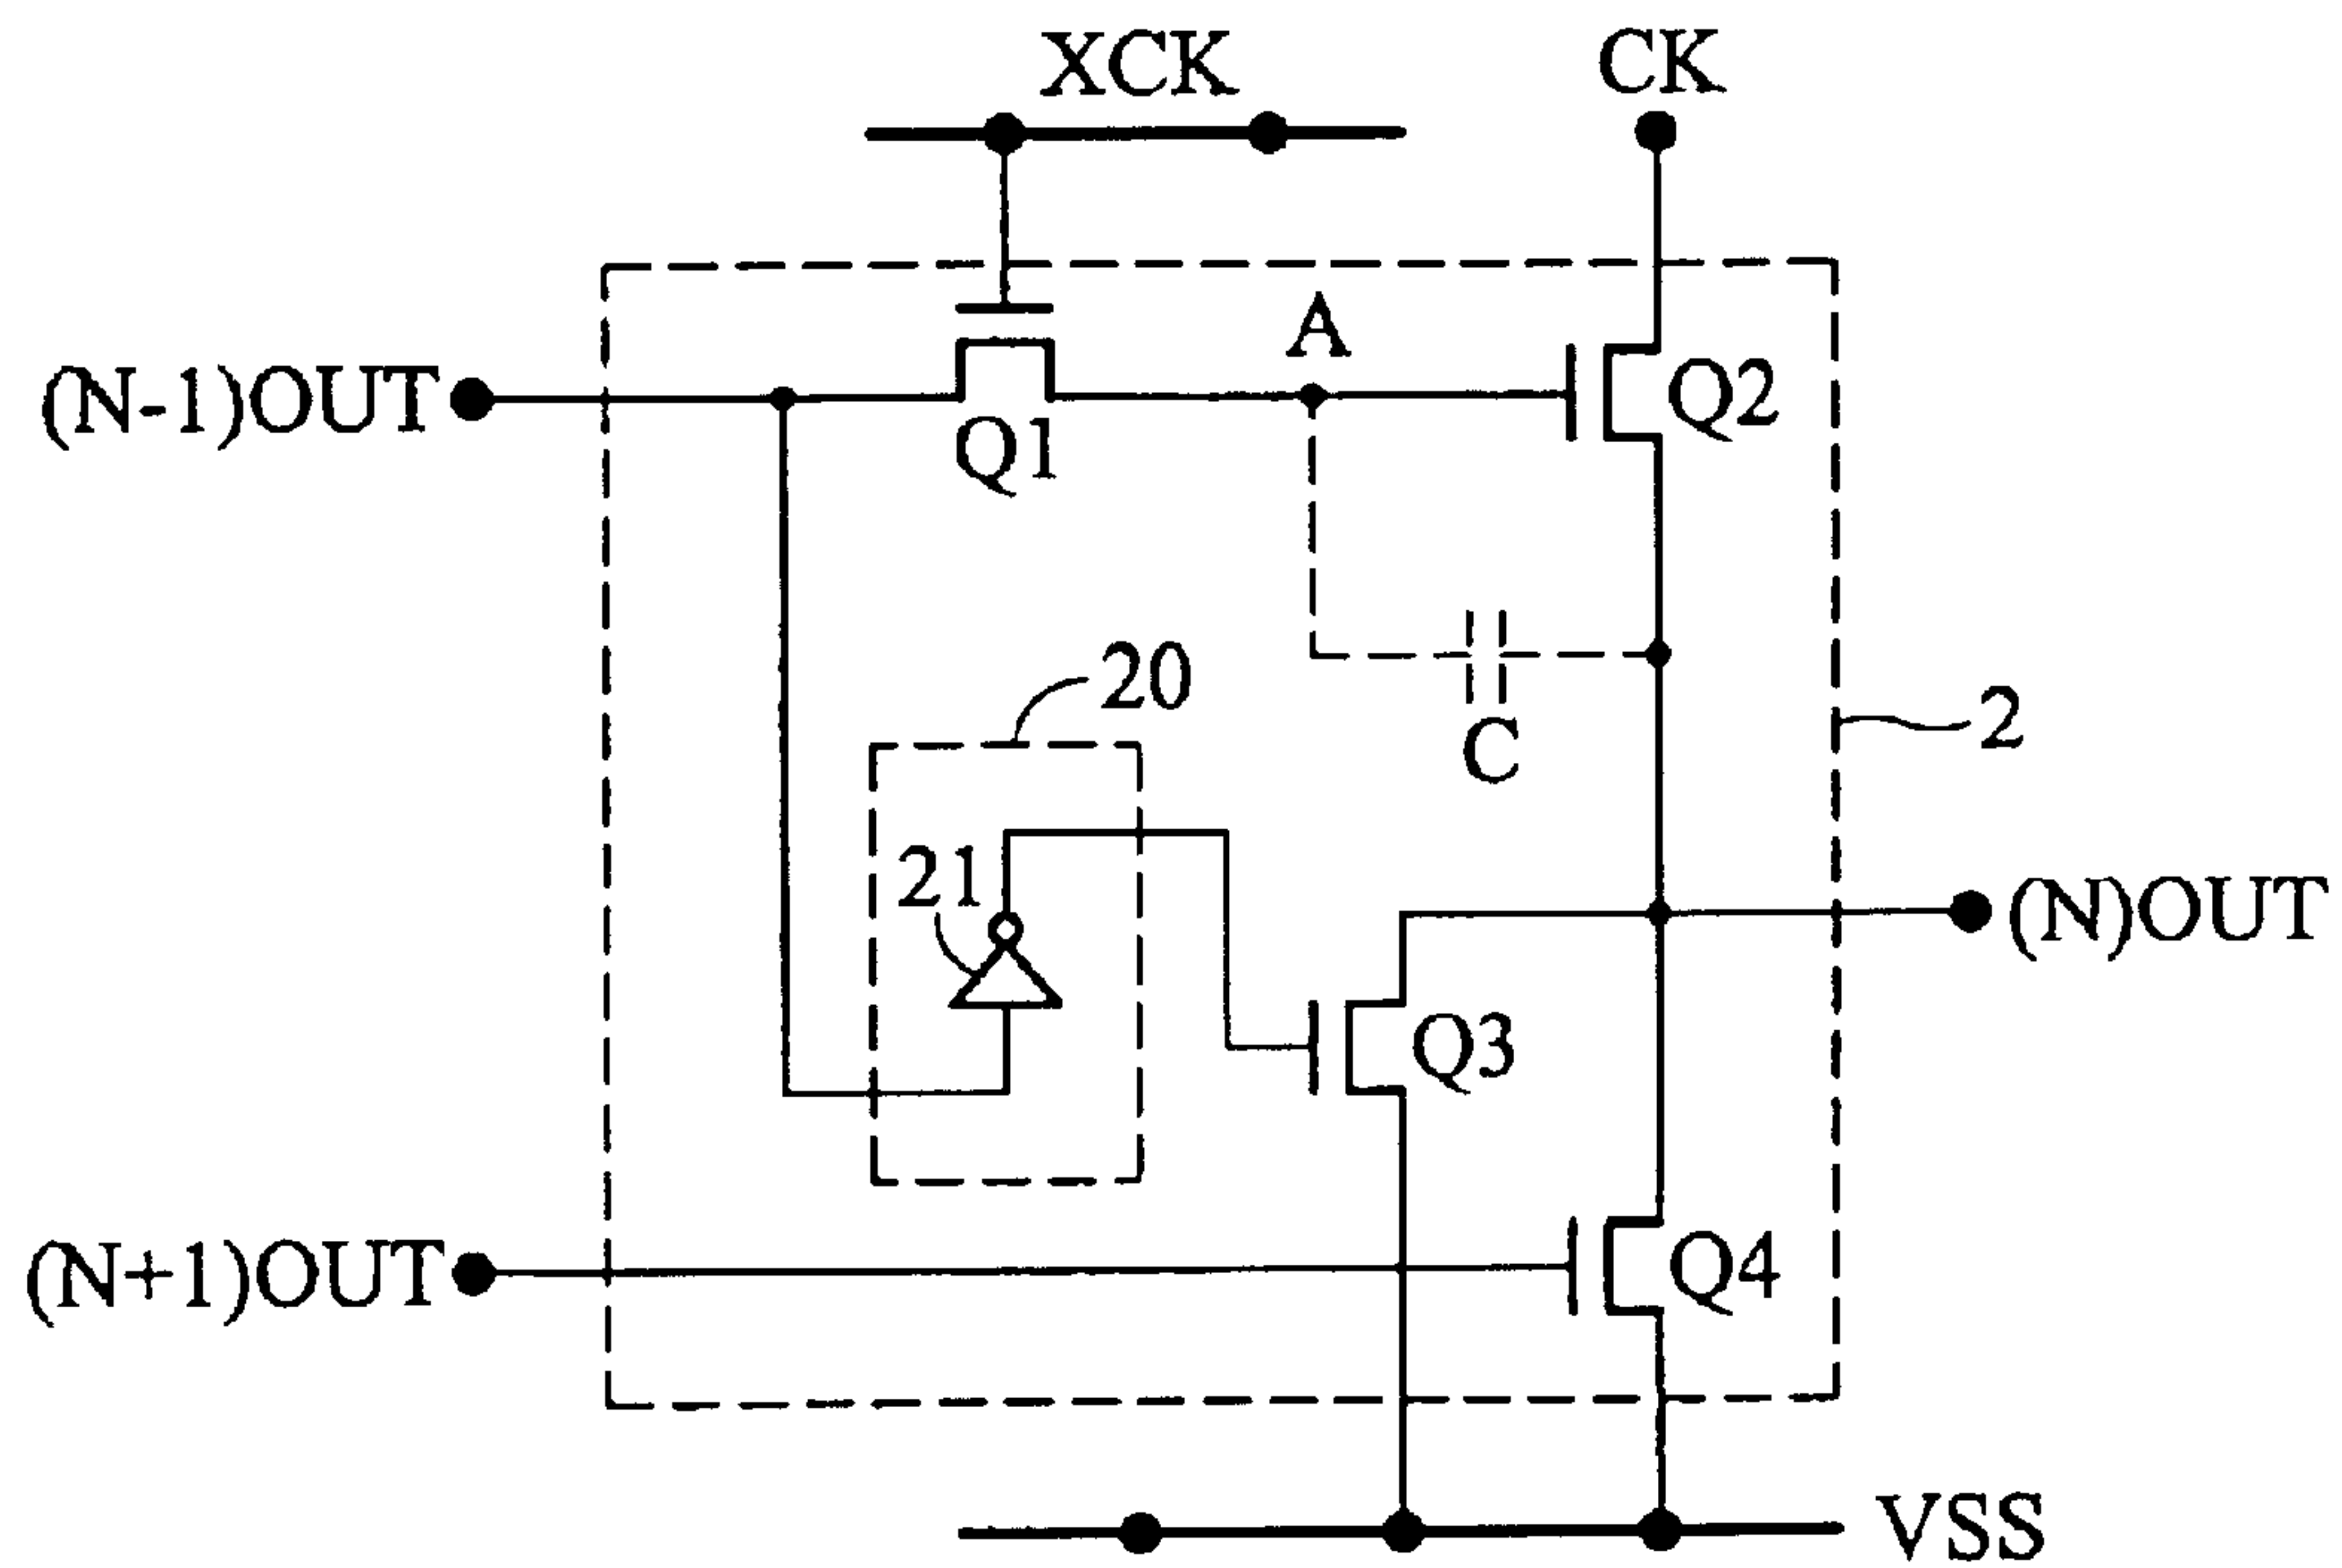 XCK
CK
A
(N-1)OUT
Q2
Q1
20
2
C
21
(N)OUT
Q3
(N+1)OUT
Q4
VSS